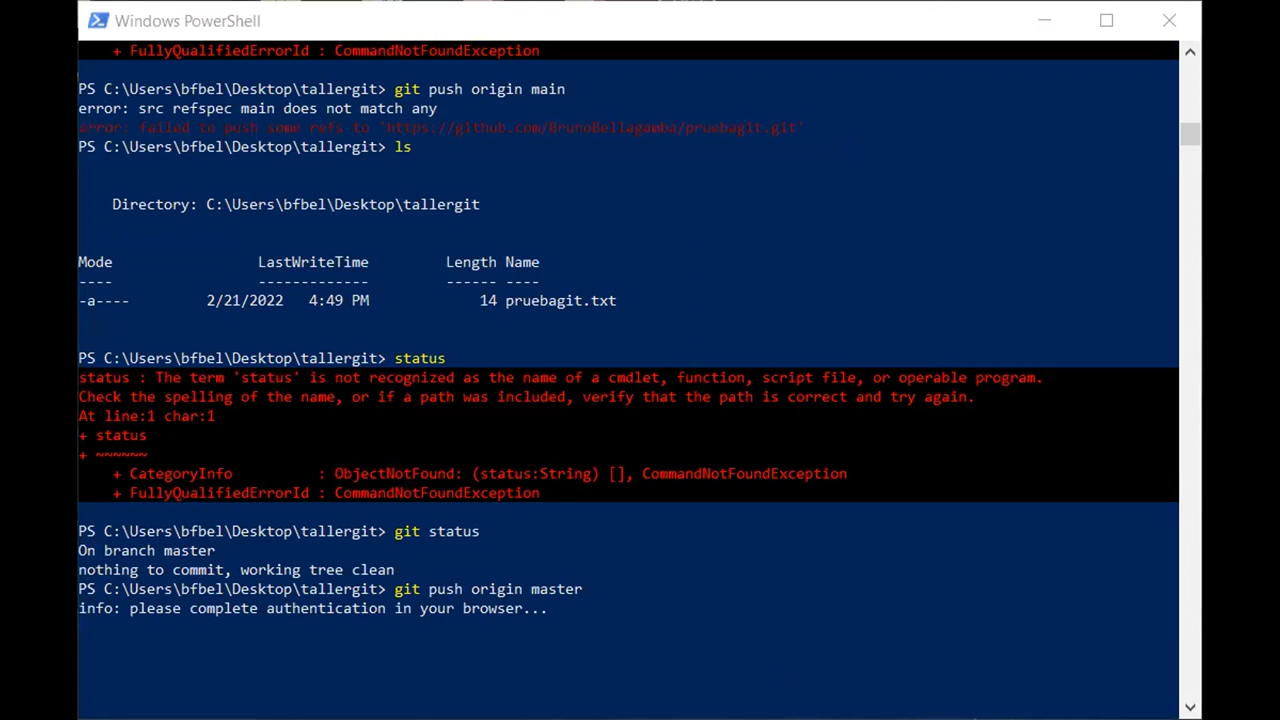 Windows PowerShell
+ FullyQualifiedErrorId : CommandNotFoundException
PS C:\Users\bfbel\Desktop\tallergit> git push origin main
error: src refspec main does not match any
error: failed to push some refs to 'https://github.com/BrunoBellagamba/pruebagit.git'
PS C:\Users\bfbel\Desktop\tallergit> ls
Directory: C:\Users\bfbel\Desktop\tallergit
Mode LastWriteTime Length Name
---- ------------- ------ ----
-a---- 2/21/2022 4:49 PM 14 pruebagit.txt
PS C:\Users\bfbel\Desktop\tallergit> status
status : The term 'status' is not recognized as the name of a cmdlet, function, script file, or operable program.
Check the spelling of the name, or if a path was included, verify that the path is correct and try again.
At line:1 char:1
+ status
+ ~~~~~~
+ CategoryInfo : ObjectNotFound: (status:String) [], CommandNotFoundException
+ FullyQualifiedErrorId : CommandNotFoundException
PS C:\Users\bfbel\Desktop\tallergit> git status
On branch master
nothing to commit, working tree clean
PS C:\Users\bfbel\Desktop\tallergit> git push origin master
info: please complete authentication in your browser...